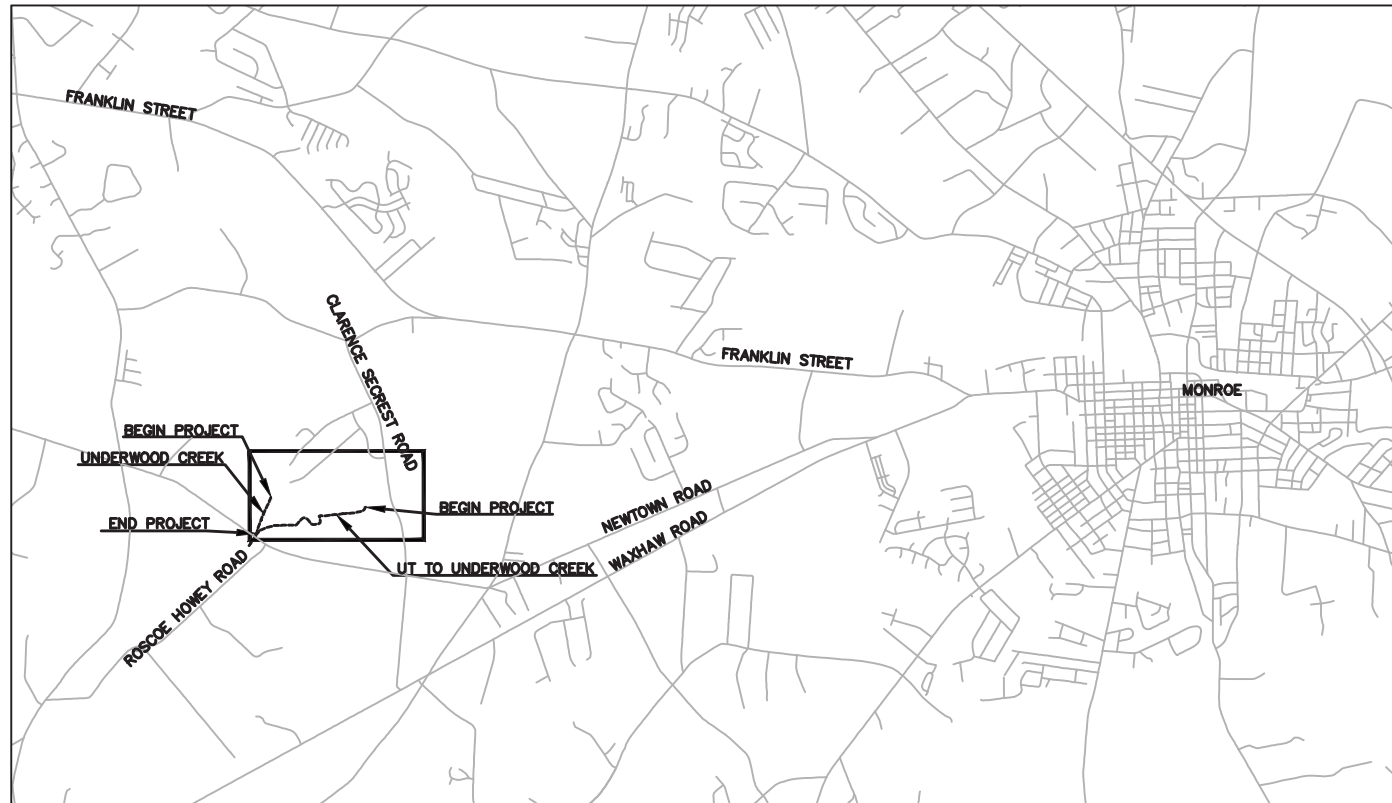 FRANKLIN STREET
CLARENCE SECREST ROAD
FRANKLIN STREET
MONROE
BEGIN PROJECT
UNDERWOOD CREEK
END PROJECT
BEGIN PROJECT
NEWTOWN ROAD
WAXHAW ROAD
UT TO UNDERWOOD CREEK
ROSCOE HOWEY ROAD